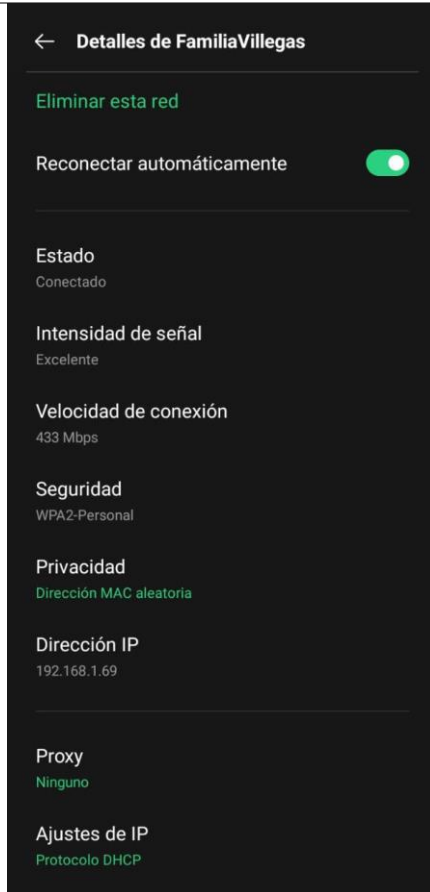 Detalles de FamiliaVillegas
Eliminar esta red
Reconectar automáticamente
Estado
Conectado
Intensidad de señal
Excelente
Velocidad de conexión
433 Mbps
Seguridad
WPA2-Personal
Privacidad
Dirección MAC aleatoria
Dirección IP
192.168.1.69
Proxy
Ninguno
Ajustes de IP
Protocolo DHCP